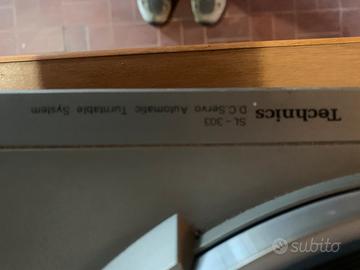 Technics
SL-303
D.C.Servo Automatic Turntable System
subito